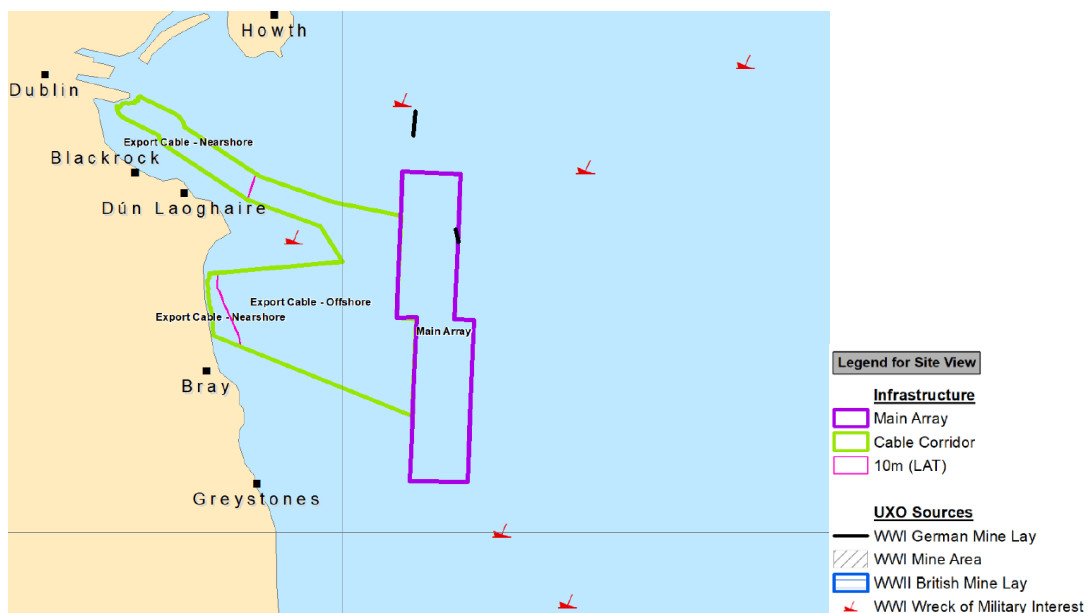 Howth
Dublin
Export Cable - Nearshore
Blackrock
Dún Laoghaire
Export Cable - Offshore
Export Cable - Nearshore
Main Array
Bray
Greystones
Legend for Site View
Infrastructure
Main Array
Cable Corridor
10m (LAT)
UXO Sources
WWI German Mine Lay
WWI Mine Area
WWII British Mine Lay
WWI Wreck of Military Interest